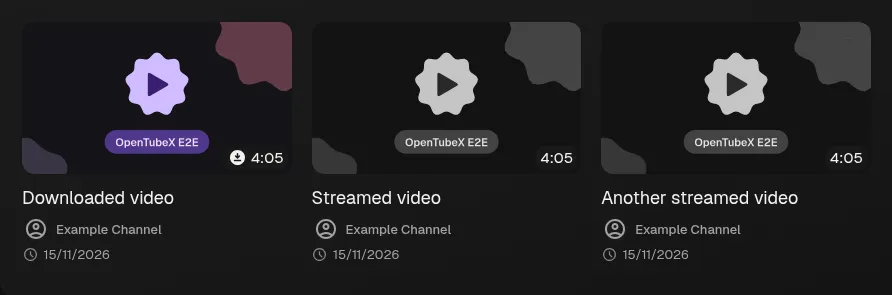 OpenTubeX E2E
4:05
Downloaded video
Example Channel
15/11/2026
OpenTubeX E2E
4:05
Streamed video
Example Channel
15/11/2026
OpenTubeX E2E
4:05
Another streamed video
Example Channel
15/11/2026